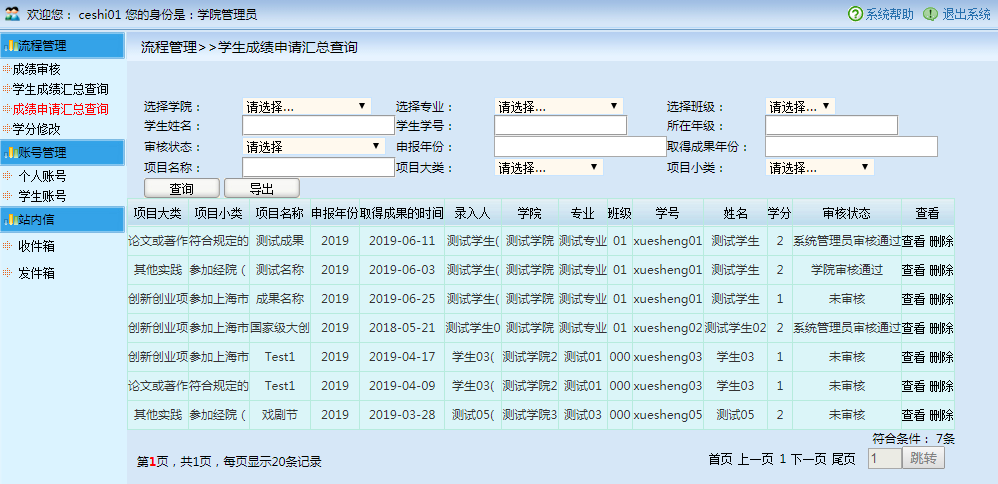 欢迎您： ceshi01 您的身份是：学院管理员
系统帮助 退出系统
流程管理
成绩审核
学生成绩汇总查询
成绩申请汇总查询
学分修改
账号管理
个人账号
学生账号
站内信
收件箱
发件箱
流程管理>>学生成绩申请汇总查询
选择学院： 请选择... 选择专业： 请选择... 选择班级： 请选择...
学生姓名： 学生学号： 所在年级：
审核状态： 请选择 申报年份： 取得成果年份：
项目名称： 项目大类： 请选择... 项目小类： 请选择...
查询 导出
项目大类 项目小类 项目名称 申报年份 取得成果的时间 录入人 学院 专业 班级 学号 姓名 学分 审核状态 查看
论文或著作 符合规定的 测试成果 2019 2019-06-11 测试学生( 测试学院 测试专业 01 xuesheng01 测试学生 2 系统管理员审核通过 查看 删除
其他实践 参加经院（ 测试名称 2019 2019-06-03 测试学生( 测试学院 测试专业 01 xuesheng01 测试学生 2 学院审核通过 查看 删除
创新创业项 参加上海市 成果名称 2019 2019-06-25 测试学生( 测试学院 测试专业 01 xuesheng01 测试学生 1 未审核 查看 删除
创新创业项 参加上海市 国家级大创 2019 2018-05-21 测试学生0 测试学院 测试专业 01 xuesheng02 测试学生02 2 系统管理员审核通过 查看 删除
创新创业项 参加上海市 Test1 2019 2019-04-17 学生03( 测试学院2 测试01 000 xuesheng03 学生03 1 未审核 查看 删除
论文或著作 符合规定的 Test1 2019 2019-04-09 学生03( 测试学院2 测试01 000 xuesheng03 学生03 1 未审核 查看 删除
其他实践 参加经院（ 戏剧节 2019 2019-03-28 测试05( 测试学院3 测试03 000 xuesheng05 测试05 2 未审核 查看 删除
符合条件： 7条
第1页，共1页，每页显示20条记录
首页 上一页 1 下一页 尾页 1 跳转